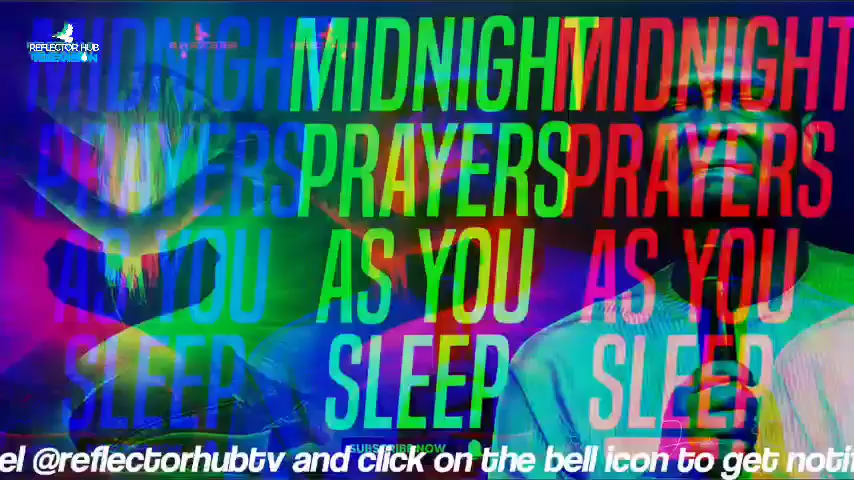 REFLECTOR HUB
MIDNIGHT MIDNIGHT MIDNIGHT
PRAYERS PRAYERS PRAYERS
AS YOU AS YOU AS YOU
SLEEP SLEEP SLEEP
SUBSCRIBE NOW
el @reflectorhubtv and click on the bell icon to get notif